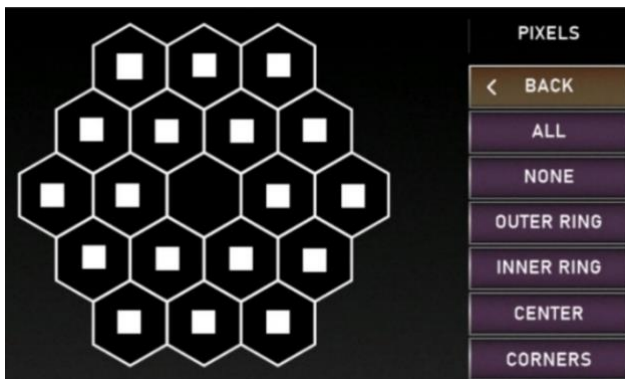 PIXELS
BACK
ALL
NONE
OUTER RING
INNER RING
CENTER
CORNERS